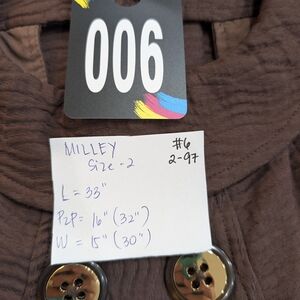 006
MILLEY
Size - 2
#6
2-97
L = 33"
P2P = 16" (32")
W = 15" (30")